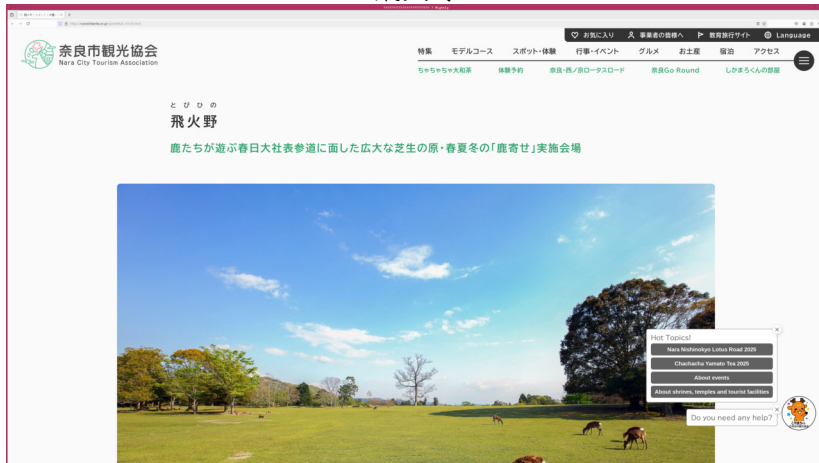 お気に入り
事業者の皆様へ
教育旅行サイト
Language
奈良市観光協会
Nara City Tourism Association
特集 モデルコース スポット・体験 行事・イベント グルメ お土産 宿泊 アクセス
ちゃちゃちゃ大和茶 体験予約 奈良・西ノ京ロータスロード 奈良Go Round しかまろくんの部屋
とびひの
飛火野
鹿たちが遊ぶ春日大社表参道に面した広大な芝生の原・春夏冬の「鹿寄せ」実施会場
Hot Topics!
Nara Nishinokyo Lotus Road 2025
Chachacha Yamato Tea 2025
About events
About shrines, temples and tourist facilities
Do you need any help?